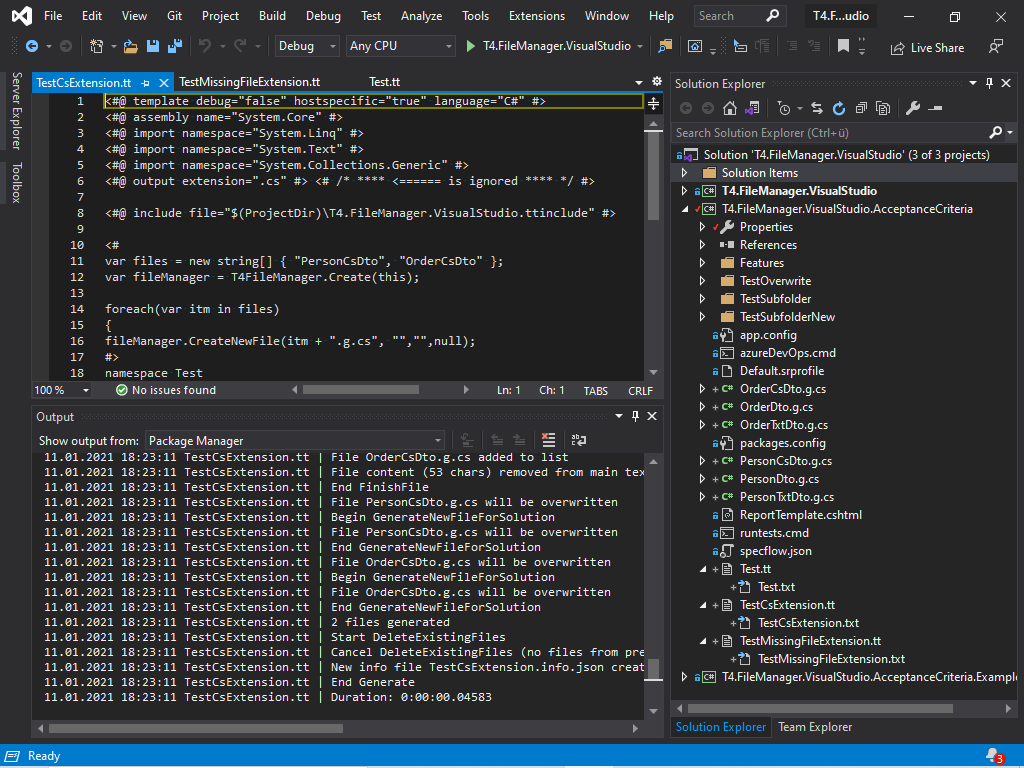 File Edit View Git Project Build Debug Test Analyze Tools Extensions Window Help Search T4.F...udio
Debug Any CPU T4.FileManager.VisualStudio Live Share
Server Explorer
Toolbox
TestCsExtension.tt TestMissingFileExtension.tt Test.tt
1 <#@ template debug="false" hostspecific="true" language="C#" #>
2 <#@ assembly name="System.Core" #>
3 <#@ import namespace="System.Linq" #>
4 <#@ import namespace="System.Text" #>
5 <#@ import namespace="System.Collections.Generic" #>
6 <#@ output extension=".cs" #> <# /* **** <====== is ignored **** */ #>
7
8 <#@ include file="$(ProjectDir)\T4.FileManager.VisualStudio.ttinclude" #>
9
10 <#
11 var files = new string[] { "PersonCsDto", "OrderCsDto" };
12 var fileManager = T4FileManager.Create(this);
13
14 foreach(var itm in files)
15 {
16 fileManager.CreateNewFile(itm + ".g.cs", "","",null);
17 #>
18 namespace Test
100 % No issues found Ln: 1 Ch: 1 TABS CRLF
Output
Show output from: Package Manager
11.01.2021 18:23:11 TestCsExtension.tt | File OrderCsDto.g.cs added to list
11.01.2021 18:23:11 TestCsExtension.tt | File content (53 chars) removed from main tex
11.01.2021 18:23:11 TestCsExtension.tt | End FinishFile
11.01.2021 18:23:11 TestCsExtension.tt | File PersonCsDto.g.cs will be overwritten
11.01.2021 18:23:11 TestCsExtension.tt | Begin GenerateNewFileForSolution
11.01.2021 18:23:11 TestCsExtension.tt | File PersonCsDto.g.cs will be overwritten
11.01.2021 18:23:11 TestCsExtension.tt | End GenerateNewFileForSolution
11.01.2021 18:23:11 TestCsExtension.tt | File OrderCsDto.g.cs will be overwritten
11.01.2021 18:23:11 TestCsExtension.tt | Begin GenerateNewFileForSolution
11.01.2021 18:23:11 TestCsExtension.tt | File OrderCsDto.g.cs will be overwritten
11.01.2021 18:23:11 TestCsExtension.tt | End GenerateNewFileForSolution
11.01.2021 18:23:11 TestCsExtension.tt | 2 files generated
11.01.2021 18:23:11 TestCsExtension.tt | Start DeleteExistingFiles
11.01.2021 18:23:11 TestCsExtension.tt | Cancel DeleteExistingFiles (no files from pre
11.01.2021 18:23:11 TestCsExtension.tt | New info file TestCsExtension.info.json creat
11.01.2021 18:23:11 TestCsExtension.tt | End Generate
11.01.2021 18:23:11 TestCsExtension.tt | Duration: 0:00:00.04583
Solution Explorer
Search Solution Explorer (Ctrl+ü)
Solution 'T4.FileManager.VisualStudio' (3 of 3 projects)
Solution Items
C# T4.FileManager.VisualStudio
C# T4.FileManager.VisualStudio.AcceptanceCriteria
Properties
References
Features
TestOverwrite
TestSubfolder
TestSubfolderNew
app.config
azureDevOps.cmd
Default.srprofile
C# OrderCsDto.g.cs
C# OrderDto.g.cs
C# OrderTxtDto.g.cs
packages.config
C# PersonCsDto.g.cs
C# PersonDto.g.cs
C# PersonTxtDto.g.cs
ReportTemplate.cshtml
runtests.cmd
specflow.json
Test.tt
Test.txt
TestCsExtension.tt
TestCsExtension.txt
TestMissingFileExtension.tt
TestMissingFileExtension.txt
C# T4.FileManager.VisualStudio.AcceptanceCriteria.Example
Solution Explorer Team Explorer
Ready 3